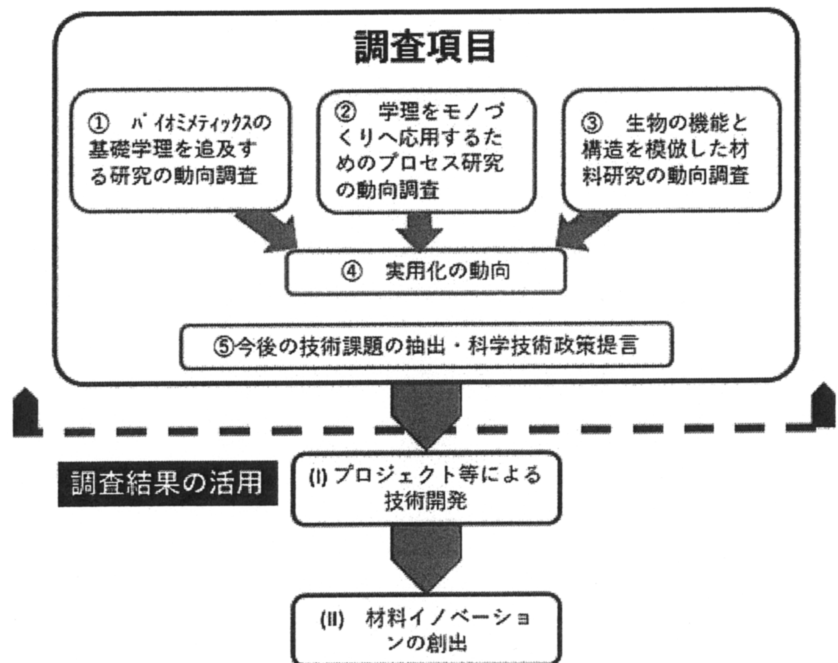 調査項目
① バイオミメティックスの
基礎学理を追及す
る研究の動向調査
② 学理をモノづ
くりへ応用するた
めのプロセス研究
の動向調査
③ 生物の機能と
構造を模倣した材
料研究の動向調査
④ 実用化の動向
⑤今後の技術課題の抽出・科学技術政策提言
調査結果の活用
(I) プロジェクト等による
技術開発
(II) 材料イノベーショ
ンの創出